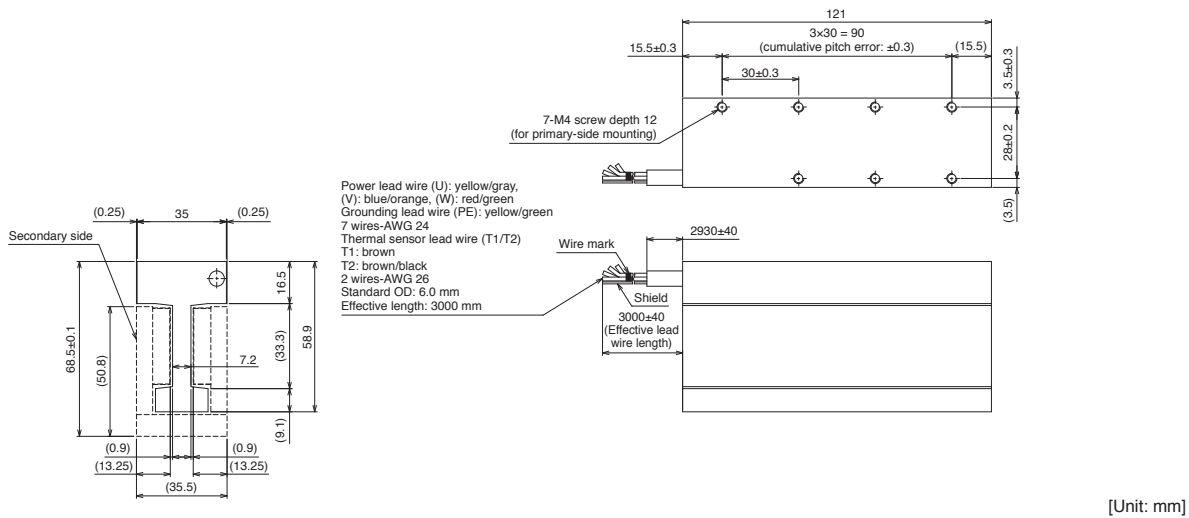 121
3×30 = 90
(cumulative pitch error: ±0.3)
15.5±0.3
(15.5)
30±0.3
3.5±0.3
28±0.2
(3.5)
7-M4 screw depth 12
(for primary-side mounting)
Power lead wire (U): yellow/gray,
(V): blue/orange, (W): red/green
Grounding lead wire (PE): yellow/green
7 wires-AWG 24
Thermal sensor lead wire (T1/T2)
T1: brown
T2: brown/black
2 wires-AWG 26
Standard OD: 6.0 mm
Effective length: 3000 mm
(0.25)
35
(0.25)
Secondary side
68.5±0.1
(50.8)
7.2
16.5
(33.3)
58.9
(9.1)
(0.9)
(0.9)
(13.25)
(13.25)
(35.5)
2930±40
Wire mark
Shield
3000±40
(Effective lead
wire length)
[Unit: mm]